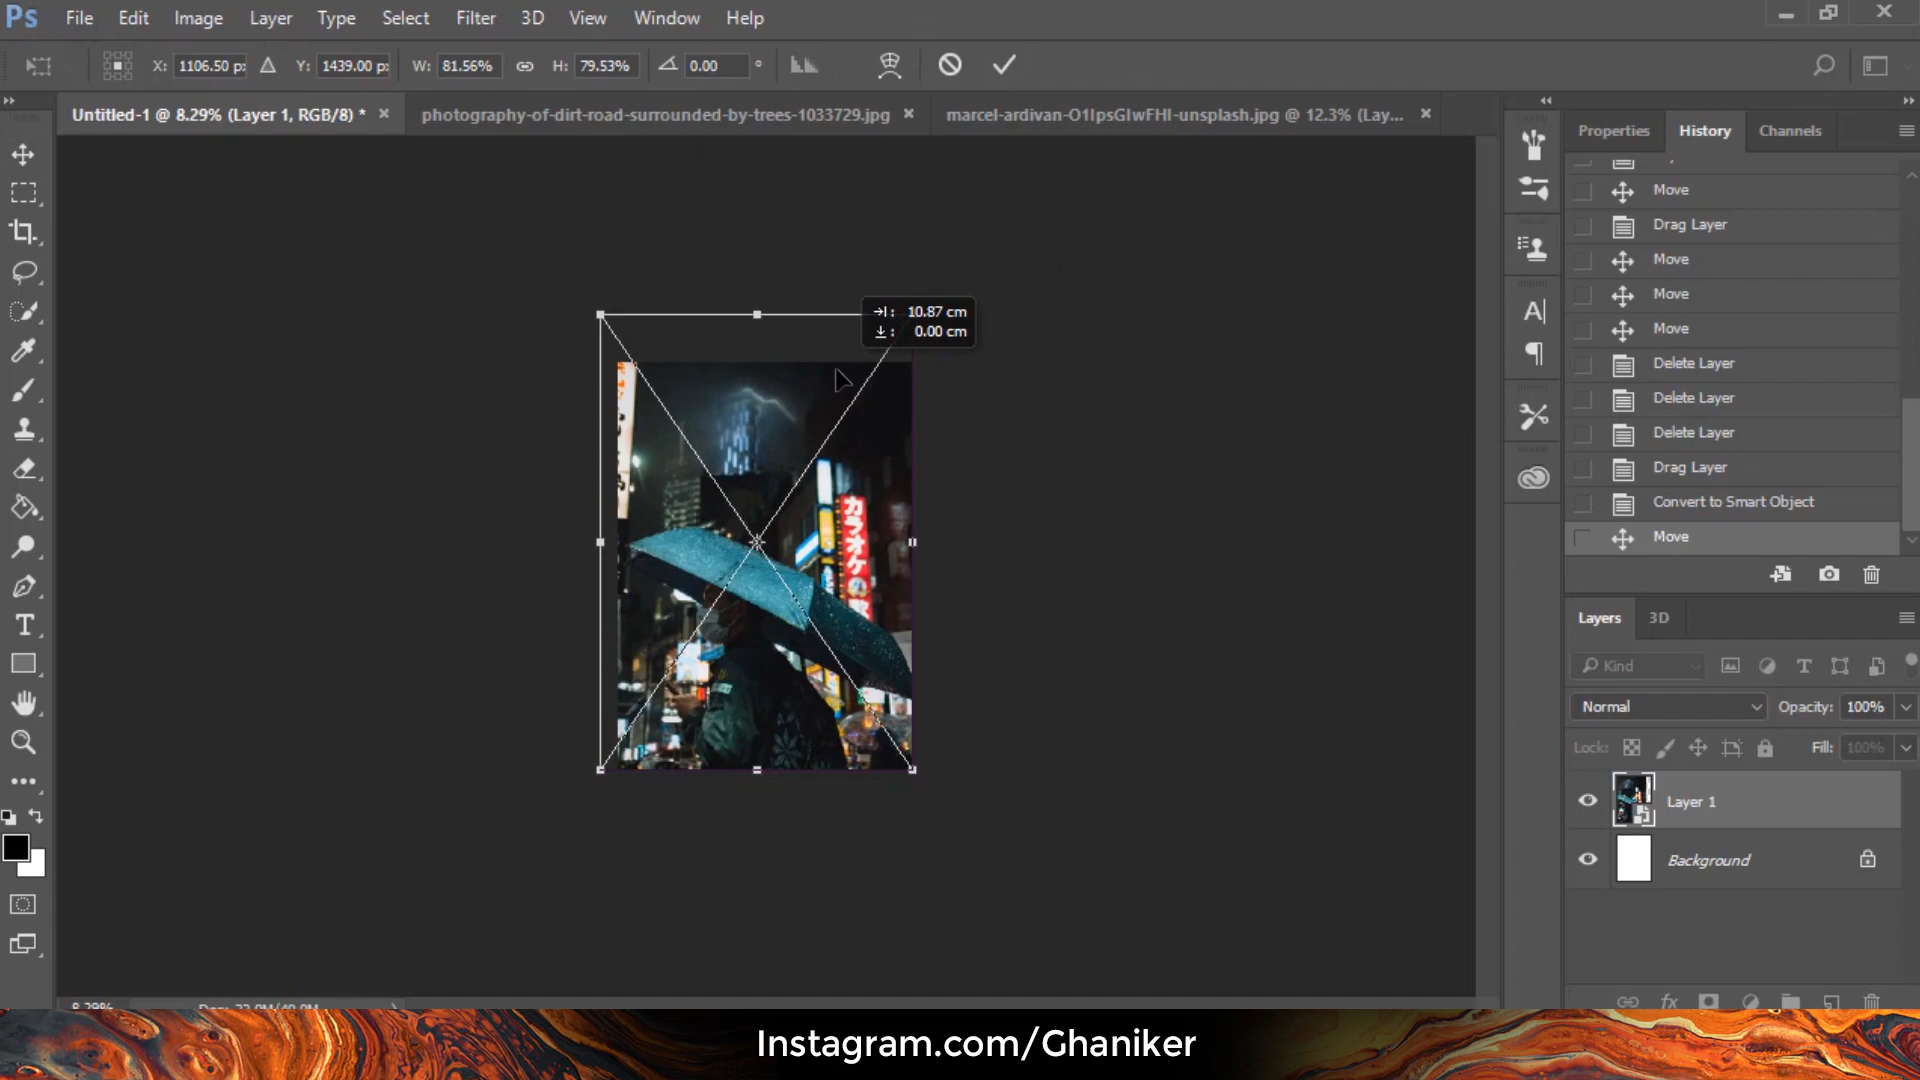 Ps File Edit Image Layer Type Select Filter 3D View Window Help
X: 1106.50 p Y: 1439.00 p W: 81.56% H: 79.53% 0.00 °
Untitled-1 @ 8.29% (Layer 1, RGB/8) * × photography-of-dirt-road-surrounded-by-trees-1033729.jpg × marcel-ardivan-O1IpsGIwFHI-unsplash.jpg @ 12.3% (Lay... ×
Properties History Channels
Move
Drag Layer
Move
Move
Move
Delete Layer
Delete Layer
Delete Layer
Drag Layer
Convert to Smart Object
Move
10.87 cm
0.00 cm
カラオケ
Layers 3D
Kind
Normal Opacity: 100%
Lock: Fill: 100%
Layer 1
Background
8.29%
Instagram.com/Ghaniker